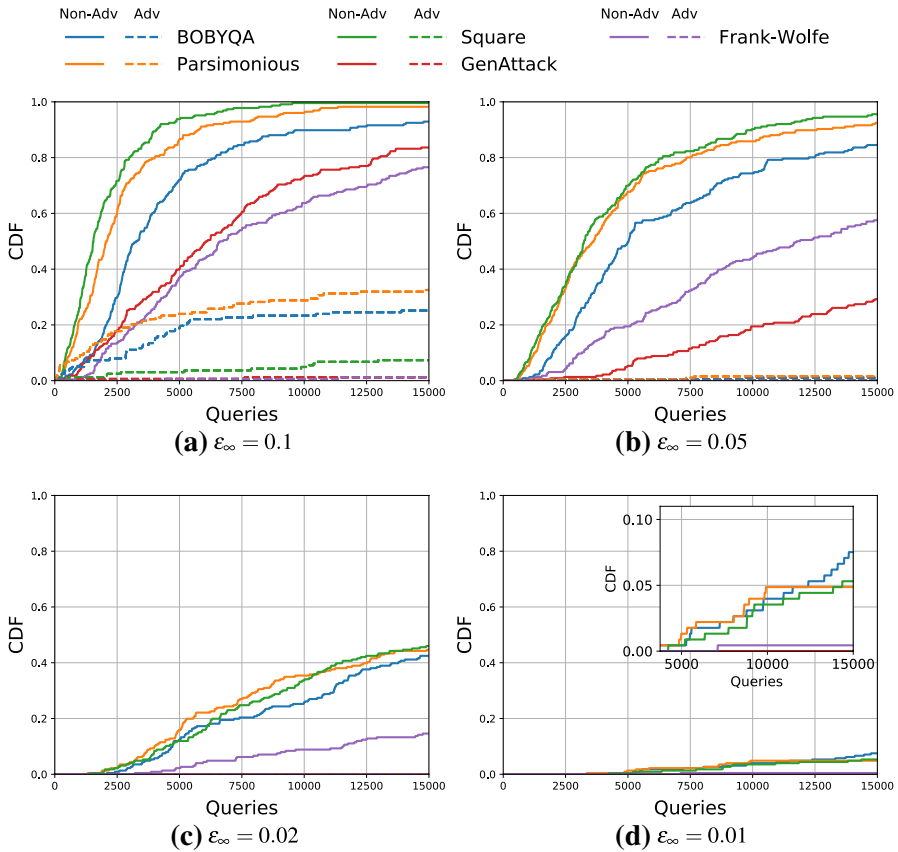 Non-Adv Adv Non-Adv Adv Non-Adv Adv
BOBYQA Square Frank-Wolfe
Parsimonious GenAttack
1.0
0.8
0.6
0.4
0.2
0.0
CDF
0 2500 5000 7500 10000 12500 15000
Queries
(a) ε∞ = 0.1
1.0
0.8
0.6
0.4
0.2
0.0
CDF
0 2500 5000 7500 10000 12500 15000
Queries
(b) ε∞ = 0.05
1.0
0.8
0.6
0.4
0.2
0.0
CDF
0 2500 5000 7500 10000 12500 15000
Queries
(c) ε∞ = 0.02
1.0
0.8
0.6
0.4
0.2
0.0
CDF
0 2500 5000 7500 10000 12500 15000
Queries
0.10
0.05
0.00
CDF
5000 10000 15000
Queries
(d) ε∞ = 0.01